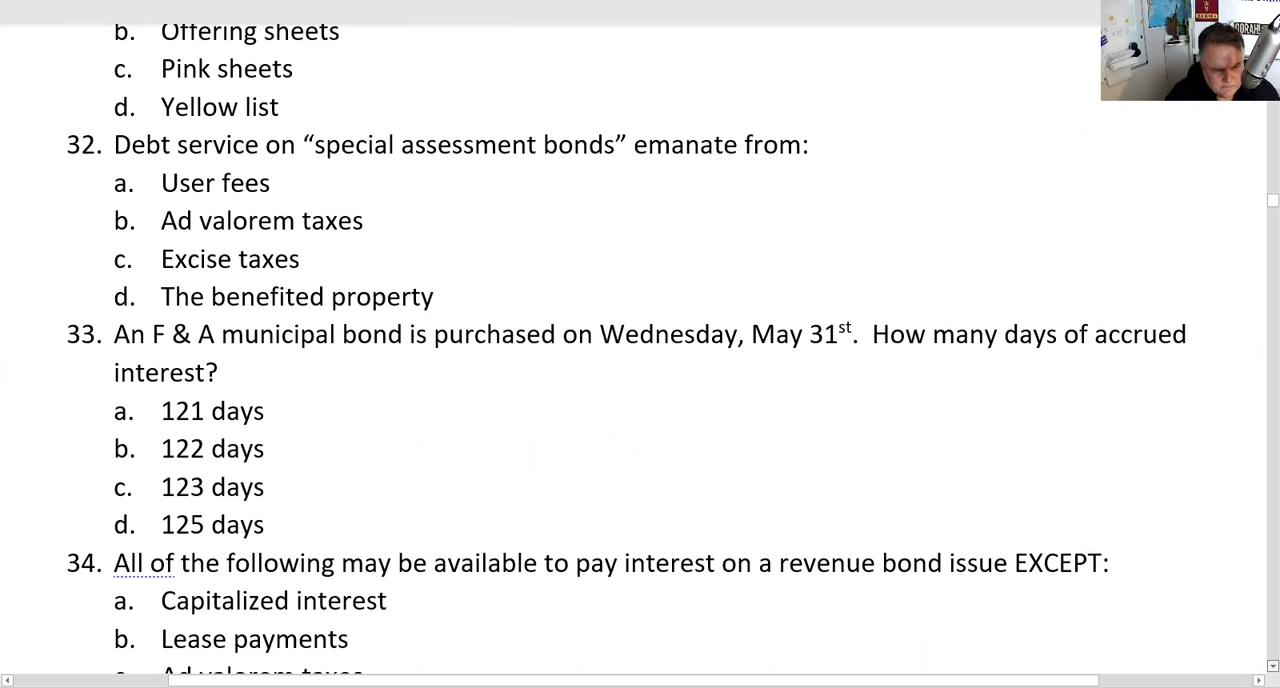 b. Offering sheets
c. Pink sheets
d. Yellow list
32. Debt service on “special assessment bonds” emanate from:
a. User fees
b. Ad valorem taxes
c. Excise taxes
d. The benefited property
33. An F & A municipal bond is purchased on Wednesday, May 31st. How many days of accrued
interest?
a. 121 days
b. 122 days
c. 123 days
d. 125 days
34. All of the following may be available to pay interest on a revenue bond issue EXCEPT:
a. Capitalized interest
b. Lease payments
c. Ad valorem taxes